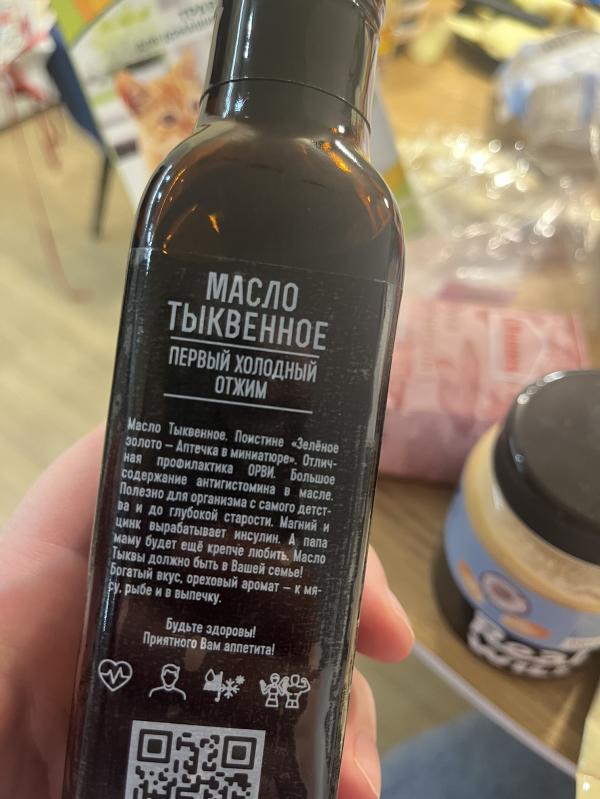 МАСЛО
ТЫКВЕННОЕ
ПЕРВЫЙ ХОЛОДНЫЙ
ОТЖИМ
Масло Тыквенное. Поистине «Зелёное
золото – Аптечка в миниатюре». Отлич-
ная профилактика ОРВИ. Большое
содержание антигистомина в масле.
Полезно для организма с самого детст-
ва и до глубокой старости. Магний и
цинк вырабатывает инсулин. А папа
маму будет ещё крепче любить. Масло
Тыквы должно быть в Вашей семье!
Богатый вкус, ореховый аромат – к мя-
су, рыбе и в выпечку.
Будьте здоровы!
Приятного Вам аппетита!